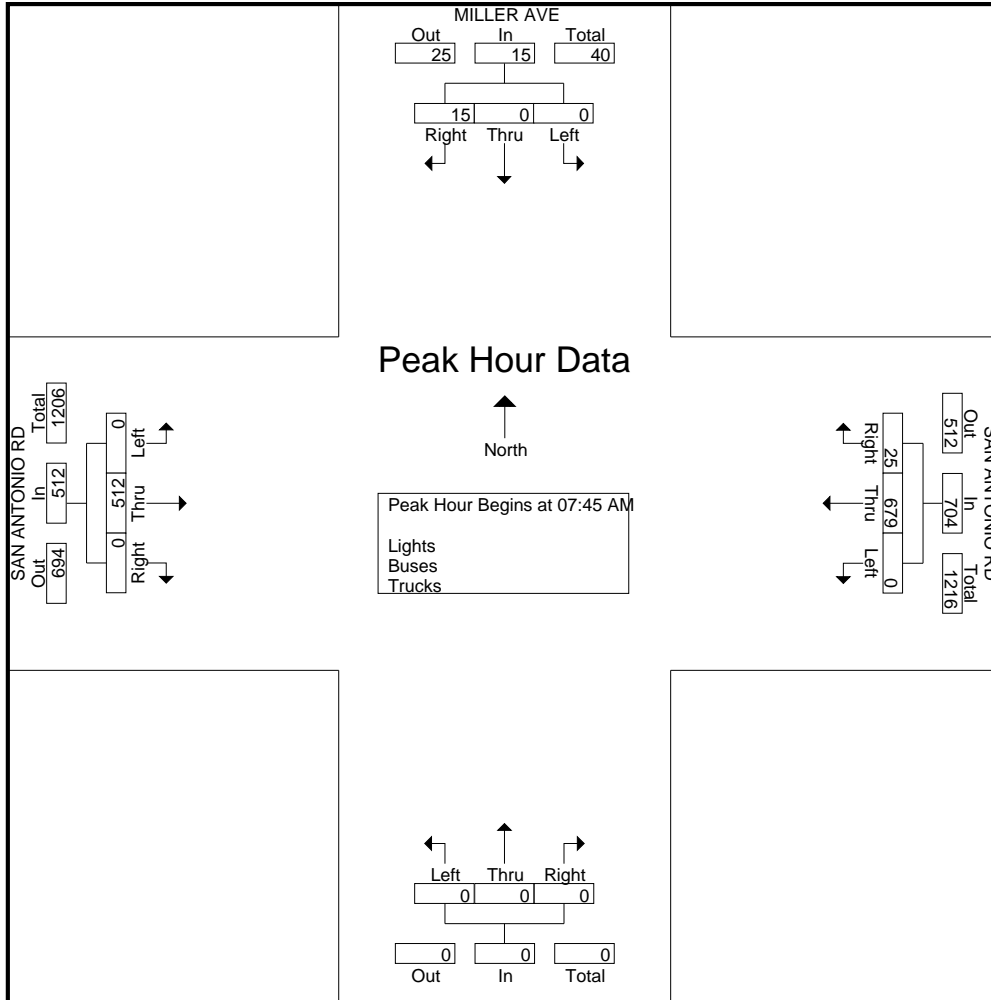 MILLER AVE
Out In Total
25 15 40
15 0 0
Right Thru Left
Peak Hour Data
North
Peak Hour Begins at 07:45 AM
Lights
Buses
Trucks
SAN ANTONIO RD
Out In Total
694 512 1206
0 512 0
Left Thru Right
SAN ANTONIO RD
Out In Total
512 704 1216
25 679 0
Right Thru Left
Left Thru Right
0 0 0
0 0 0
Out In Total